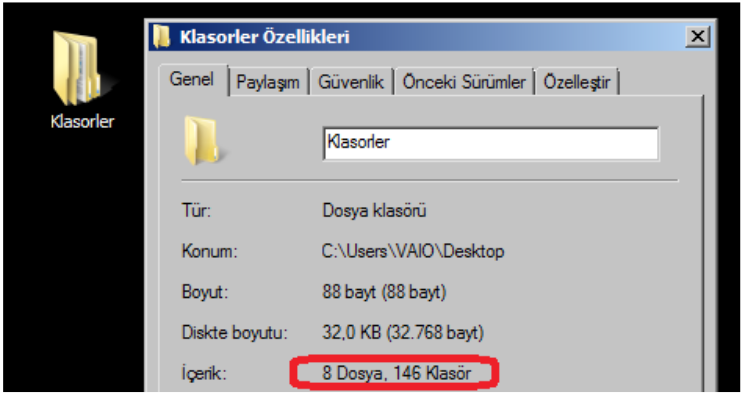 Klasorler
Klasorler Özellikleri
Genel Paylaşım Güvenlik Önceki Sürümler Özelleştir
Klasorler
Tür: Dosya klasörü
Konum: C:\Users\VAIO\Desktop
Boyut: 88 bayt (88 bayt)
Diskte boyutu: 32,0 KB (32.768 bayt)
İçerik: 8 Dosya, 146 Klasör